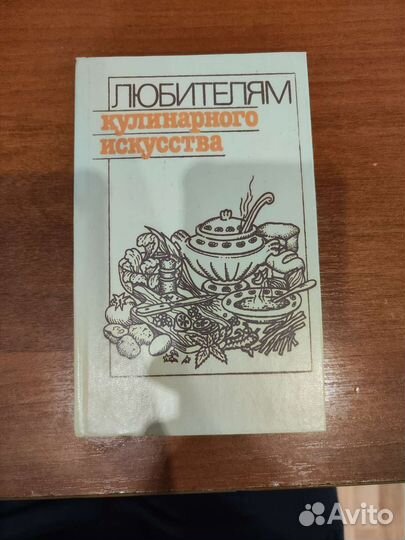 ЛЮБИТЕЛЯМ
кулинарного
искусства
Avito